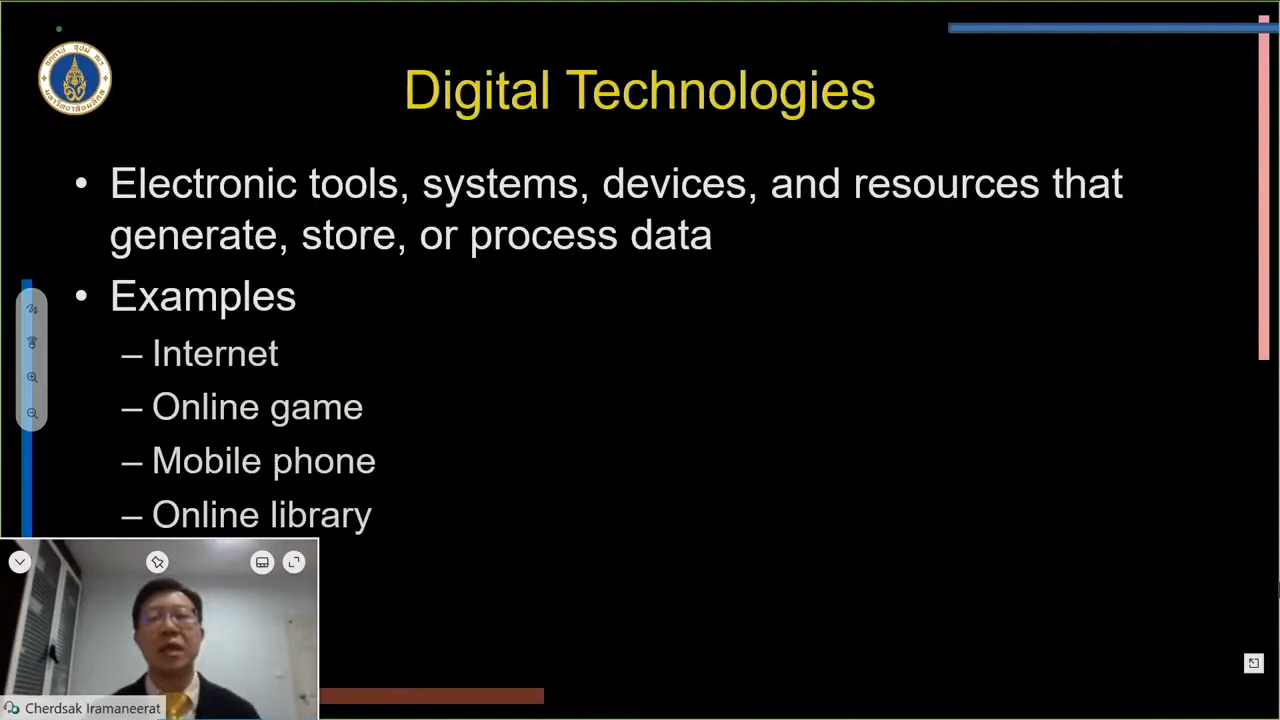 Digital Technologies
• Electronic tools, systems, devices, and resources that
generate, store, or process data
• Examples
– Internet
– Online game
– Mobile phone
– Online library
Cherdsak Iramaneerat